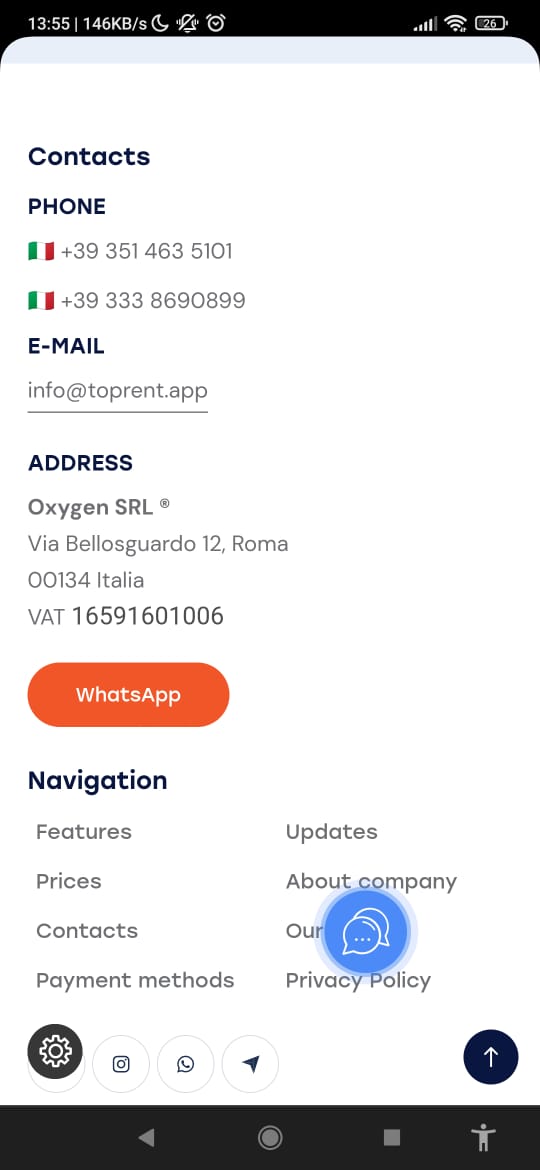 13:55 | 146KB/s
26
Contacts
PHONE
+39 351 463 5101
+39 333 8690899
E-MAIL
info@toprent.app
ADDRESS
Oxygen SRL ®
Via Bellosguardo 12, Roma
00134 Italia
VAT 16591601006
WhatsApp
Navigation
Features
Updates
Prices
About company
Contacts
Our
Payment methods
Privacy Policy